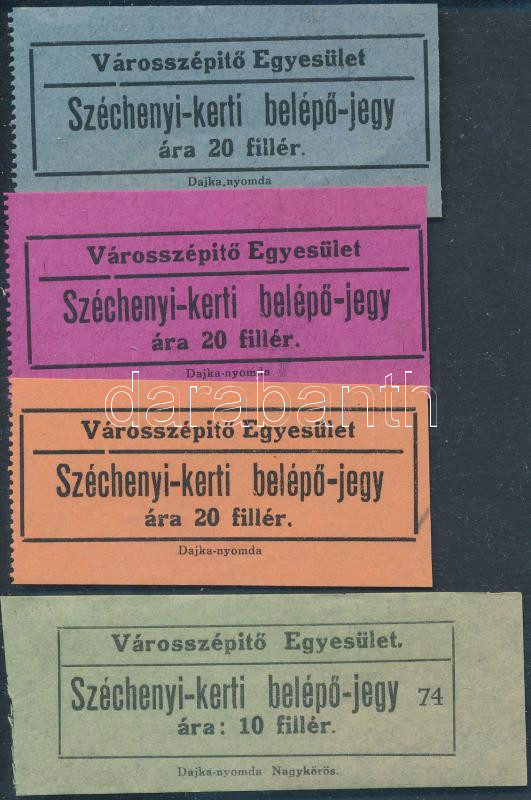 Városszépitő Egyesület
Széchenyi-kerti belépő-jegy
ára 20 fillér.
Dajka-nyomda
Városszépitő Egyesület
Széchenyi-kerti belépő-jegy
ára 20 fillér.
Dajka-nyomda
darabanth
Városszépitő Egyesület
Széchenyi-kerti belépő-jegy
ára 20 fillér.
Dajka-nyomda
Városszépitő Egyesület.
Széchenyi-kerti belépő-jegy 74
ára: 10 fillér.
Dajka-nyomda Nagykőrös.